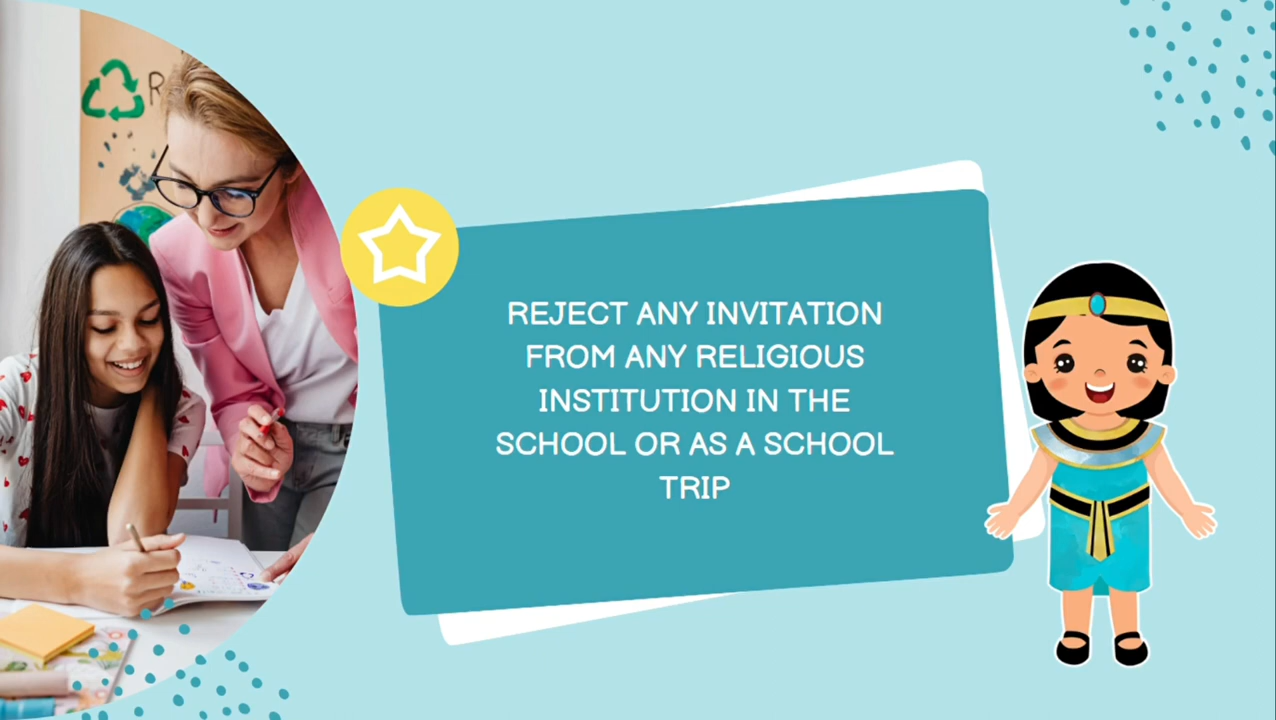 R
REJECT ANY INVITATION
FROM ANY RELIGIOUS
INSTITUTION IN THE
SCHOOL OR AS A SCHOOL
TRIP